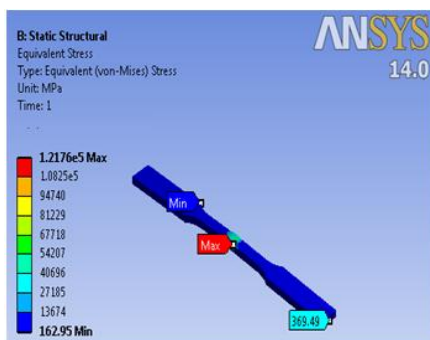 B: Static Structural
Equivalent Stress
Type: Equivalent (von-Mises) Stress
Unit: MPa
Time: 1
ANSYS
14.0
1.2176e5 Max
1.0825e5
94740
81229
67718
54207
40696
27185
13674
162.95 Min
Min
Max
369.49